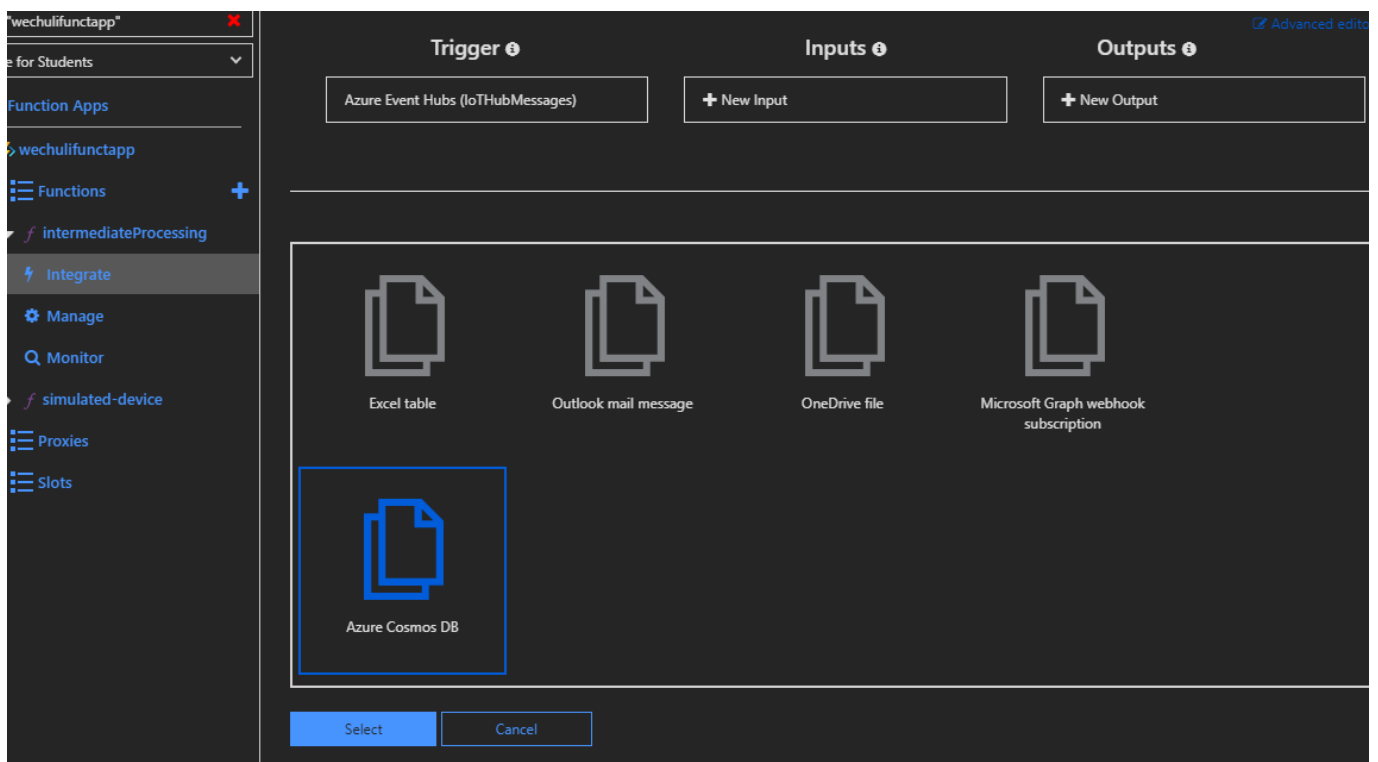 "wechulifunctapp"
e for Students
Function Apps
wechulifunctapp
Functions
intermediateProcessing
Integrate
Manage
Monitor
simulated-device
Proxies
Slots
Advanced edito
Trigger
Inputs
Outputs
Azure Event Hubs (IoTHubMessages)
New Input
New Output
Excel table
Outlook mail message
OneDrive file
Microsoft Graph webhook
subscription
Azure Cosmos DB
Select
Cancel